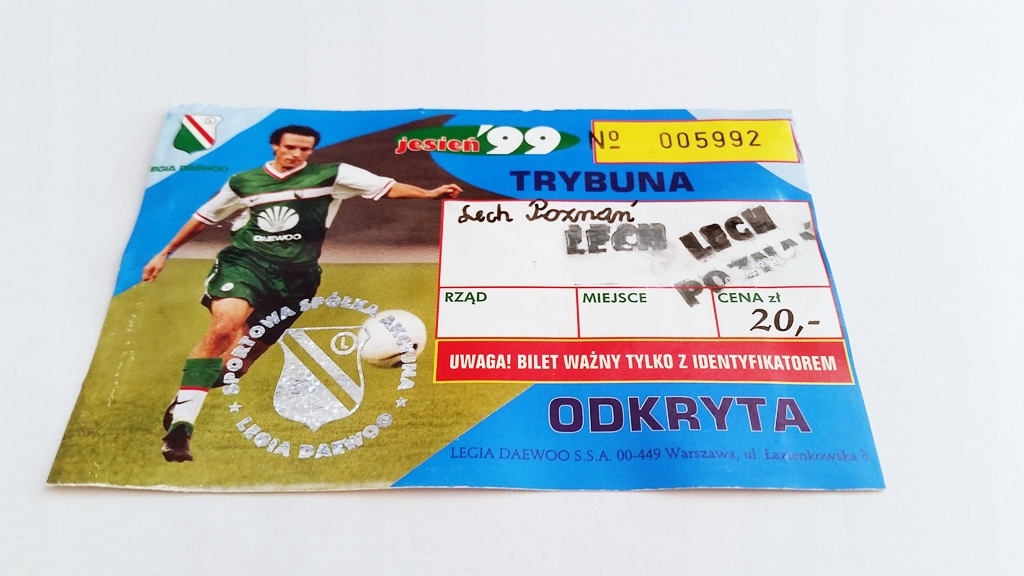 LEGIA DAEWOO
jesień '99
Nº 005992
TRYBUNA
Lech Poznań
LECH LECH
POZNAŃ
DAEWOO
RZĄD MIEJSCE CENA zł
20,-
SPORTOWA SPÓŁKA AKCYJNA
★ LEGIA DAEWOO ★
L
UWAGA! BILET WAŻNY TYLKO Z IDENTYFIKATOREM
ODKRYTA
LEGIA DAEWOO S.S.A. 00-449 Warszawa, ul. Łazienkowska 3